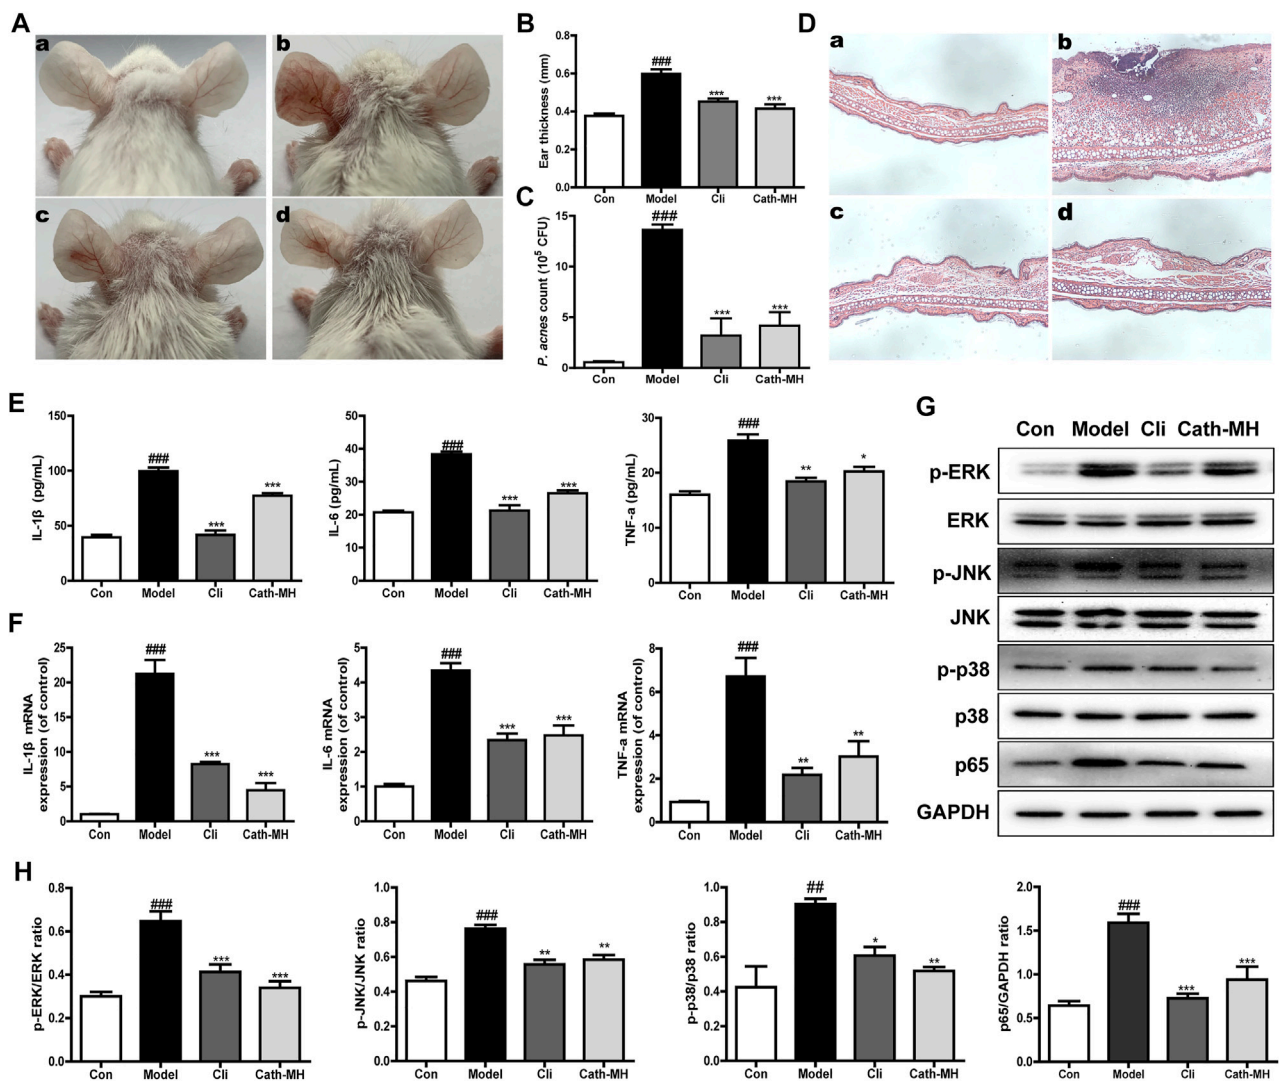 A
a
b
c
d
B
Ear thickness (mm)
0.8
0.6
0.4
0.2
0.0
###
***
***
Con Model Cli Cath-MH
C
P. acnes count (10⁵ CFU)
15
10
5
0
###
***
***
Con Model Cli Cath-MH
D
a
b
c
d
E
IL-1β (pg/mL)
150
100
50
0
###
***
***
Con Model Cli Cath-MH
IL-6 (pg/mL)
50
40
30
20
10
0
###
***
***
Con Model Cli Cath-MH
TNF-a (pg/mL)
30
20
10
0
###
**
*
Con Model Cli Cath-MH
F
IL-1β mRNA
expression (of control)
25
20
15
10
5
0
###
***
***
Con Model Cli Cath-MH
IL-6 mRNA
expression (of control)
5
4
3
2
1
0
###
***
***
Con Model Cli Cath-MH
TNF-a mRNA
expression (of control)
8
6
4
2
0
###
**
**
Con Model Cli Cath-MH
G
Con Model Cli Cath-MH
p-ERK
ERK
p-JNK
JNK
p-p38
p38
p65
GAPDH
H
p-ERK/ERK ratio
0.8
0.6
0.4
0.2
0.0
###
***
***
Con Model Cli Cath-MH
p-JNK/JNK ratio
1.0
0.8
0.6
0.4
0.2
0.0
###
**
**
Con Model Cli Cath-MH
p-p38/p38 ratio
1.0
0.8
0.6
0.4
0.2
0.0
##
*
**
Con Model Cli Cath-MH
p65/GAPDH ratio
2.0
1.5
1.0
0.5
0.0
###
***
***
Con Model Cli Cath-MH